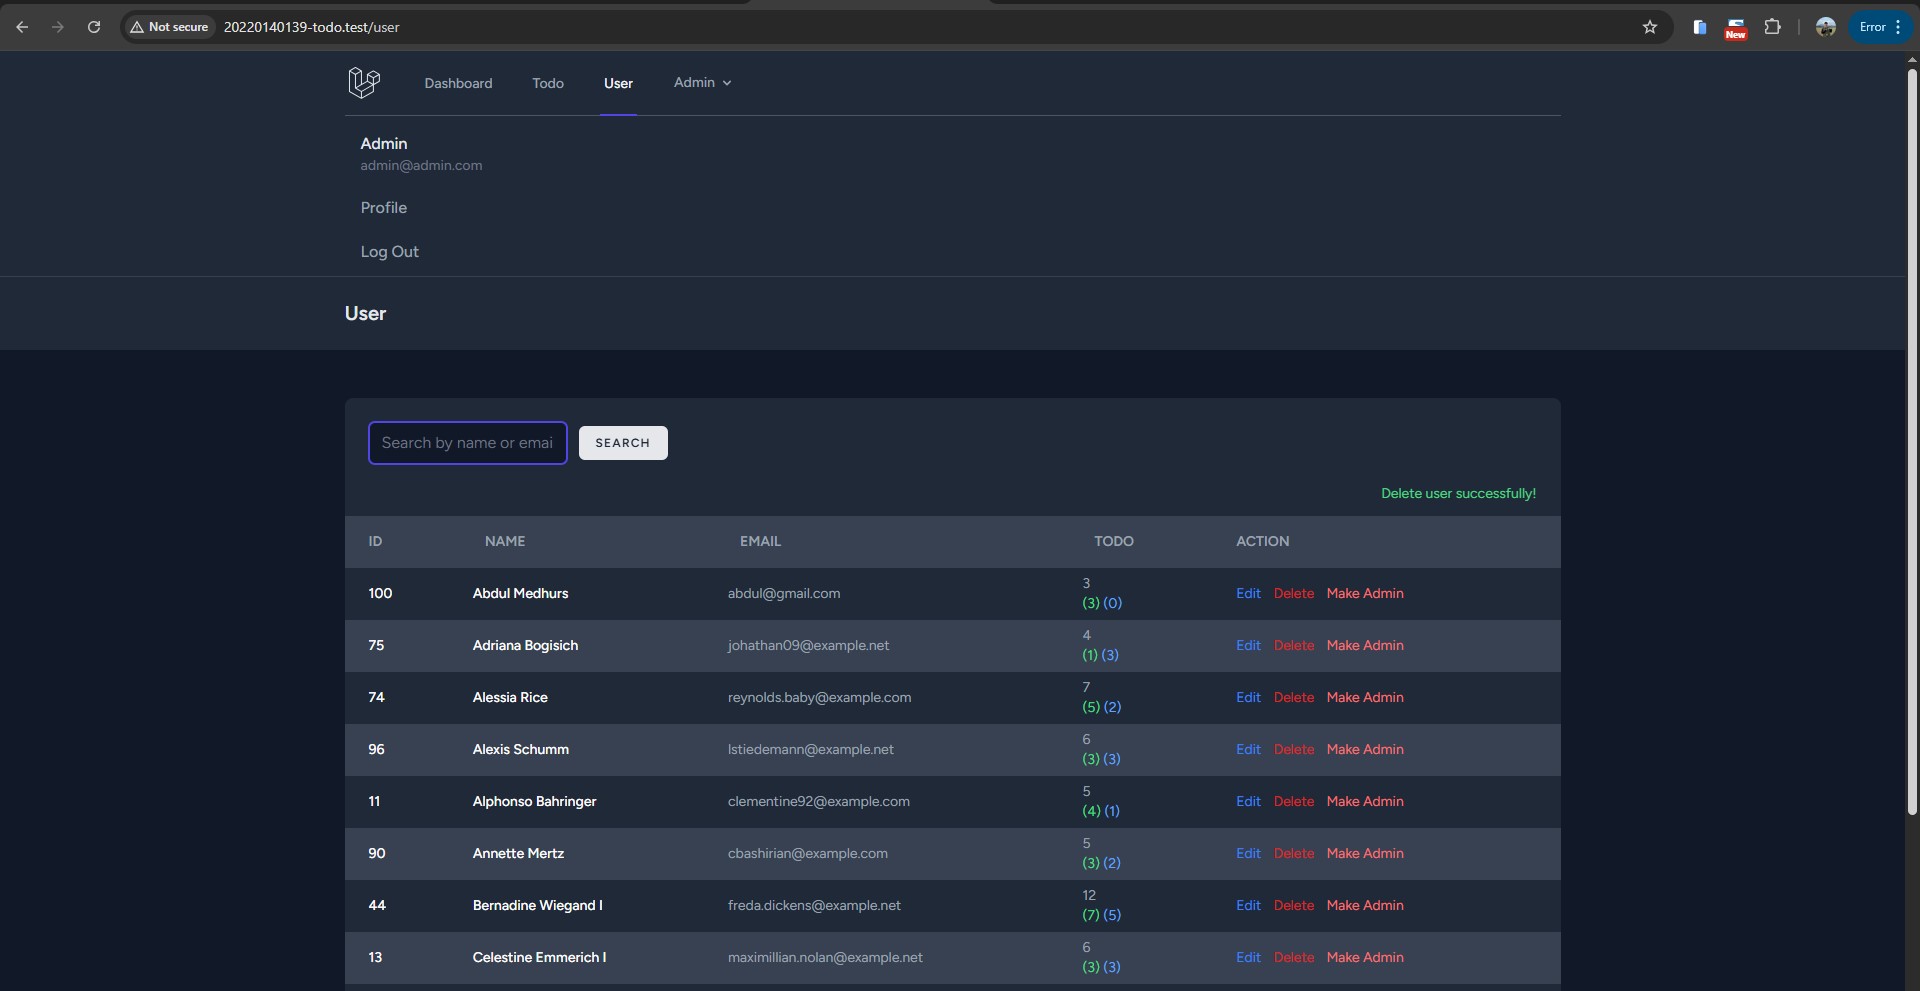 Not secure 20220140139-todo.test/user New Error
Dashboard Todo User Admin
Admin
admin@admin.com
Profile
Log Out
User
Search by name or emai SEARCH
Delete user successfully!
ID NAME EMAIL TODO ACTION
100 Abdul Medhurs abdul@gmail.com 3 Edit Delete Make Admin
(3) (0)
75 Adriana Bogisich johathan09@example.net 4 Edit Delete Make Admin
(1) (3)
74 Alessia Rice reynolds.baby@example.com 7 Edit Delete Make Admin
(5) (2)
96 Alexis Schumm lstiedemann@example.net 6 Edit Delete Make Admin
(3) (3)
11 Alphonso Bahringer clementine92@example.com 5 Edit Delete Make Admin
(4) (1)
90 Annette Mertz cbashirian@example.com 5 Edit Delete Make Admin
(3) (2)
44 Bernadine Wiegand I freda.dickens@example.net 12 Edit Delete Make Admin
(7) (5)
13 Celestine Emmerich I maximillian.nolan@example.net 6 Edit Delete Make Admin
(3) (3)